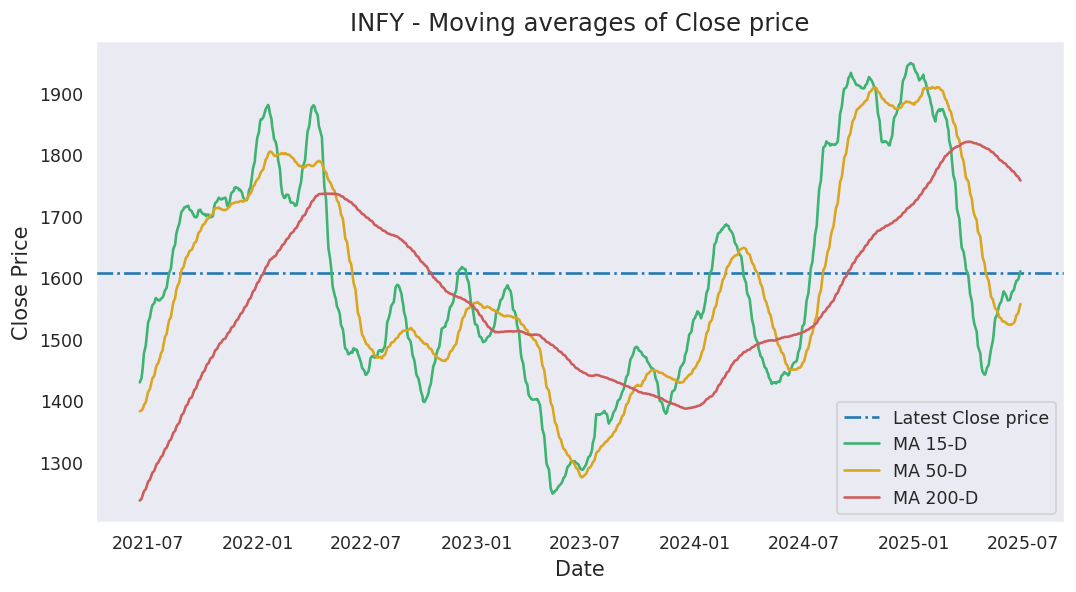 INFY - Moving averages of Close price
Close Price
1900
1800
1700
1600
1500
1400
1300
Latest Close price
MA 15-D
MA 50-D
MA 200-D
2021-07 2022-01 2022-07 2023-01 2023-07 2024-01 2024-07 2025-01 2025-07
Date